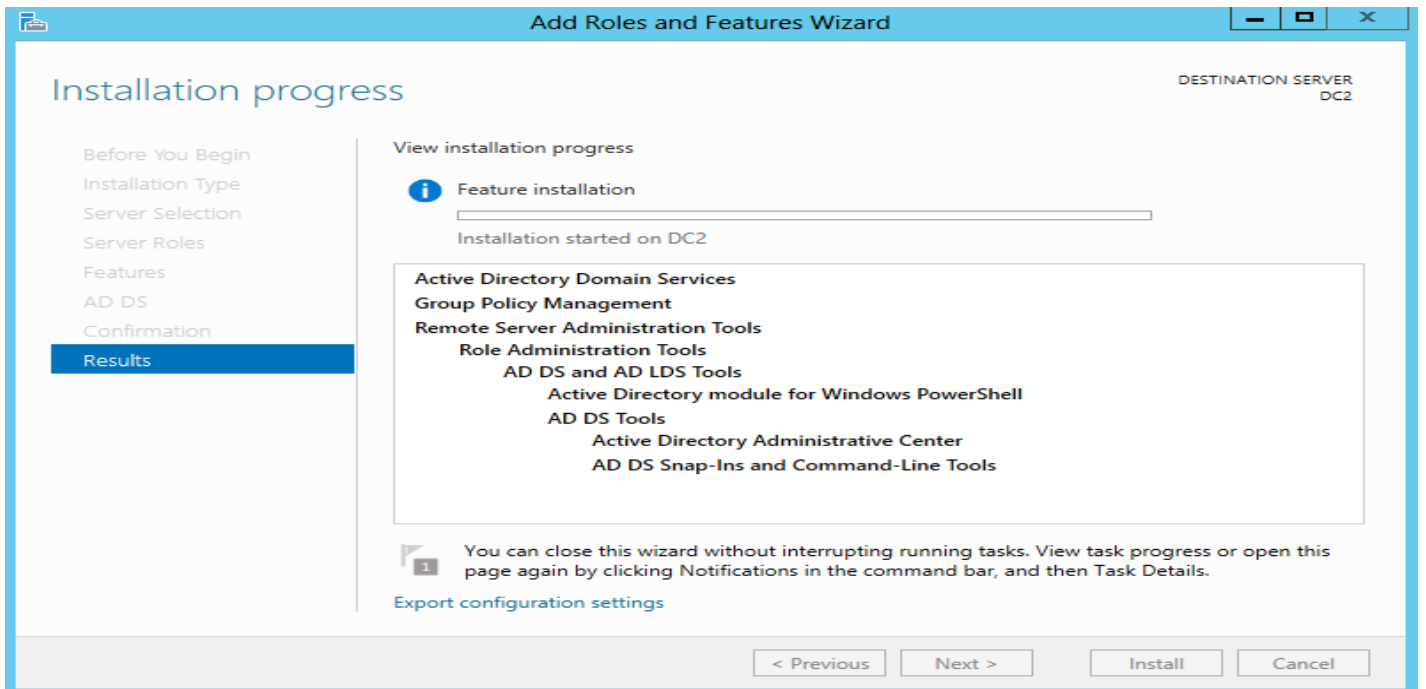 Add Roles and Features Wizard
Installation progress
DESTINATION SERVER
DC2
Before You Begin
Installation Type
Server Selection
Server Roles
Features
AD DS
Confirmation
Results
View installation progress
Feature installation
Installation started on DC2
Active Directory Domain Services
Group Policy Management
Remote Server Administration Tools
Role Administration Tools
AD DS and AD LDS Tools
Active Directory module for Windows PowerShell
AD DS Tools
Active Directory Administrative Center
AD DS Snap-Ins and Command-Line Tools
1
You can close this wizard without interrupting running tasks. View task progress or open this
page again by clicking Notifications in the command bar, and then Task Details.
Export configuration settings
< Previous
Next >
Install
Cancel